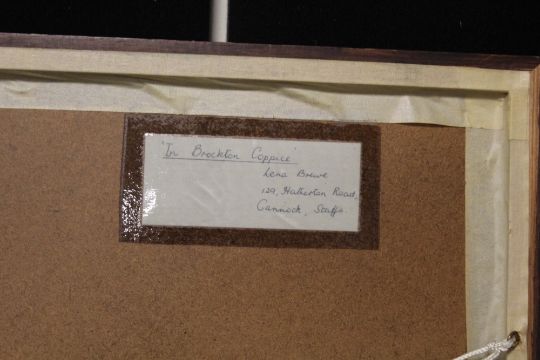 'In Brockton Coppice'
Lena Brewe
129, Hatherton Road,
Cannock, Staffs.